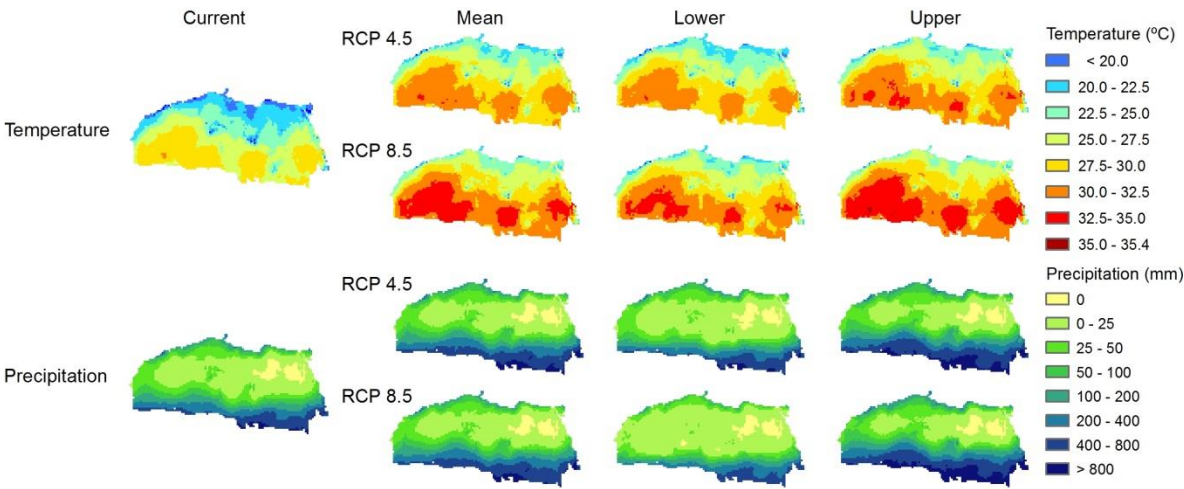 Current Mean Lower Upper
RCP 4.5
Temperature
RCP 8.5
Temperature (ºC)
< 20.0
20.0 - 22.5
22.5 - 25.0
25.0 - 27.5
27.5- 30.0
30.0 - 32.5
32.5- 35.0
35.0 - 35.4
RCP 4.5
Precipitation
RCP 8.5
Precipitation (mm)
0
0 - 25
25 - 50
50 - 100
100 - 200
200 - 400
400 - 800
> 800